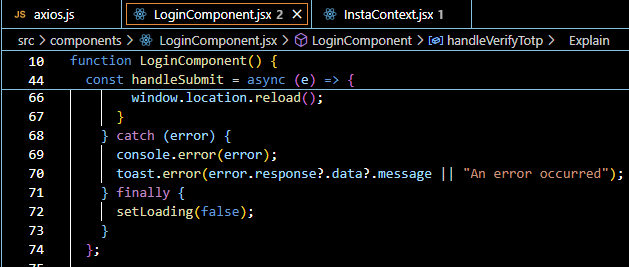 JS axios.js LoginComponent.jsx 2 × InstaContext.jsx 1
src > components > LoginComponent.jsx > LoginComponent > handleVerifyTotp > Explain
10 function LoginComponent() {
44 const handleSubmit = async (e) => {
66 window.location.reload();
67 }
68 } catch (error) {
69 console.error(error);
70 toast.error(error.response?.data?.message || "An error occurred");
71 } finally {
72 setLoading(false);
73 }
74 };
75